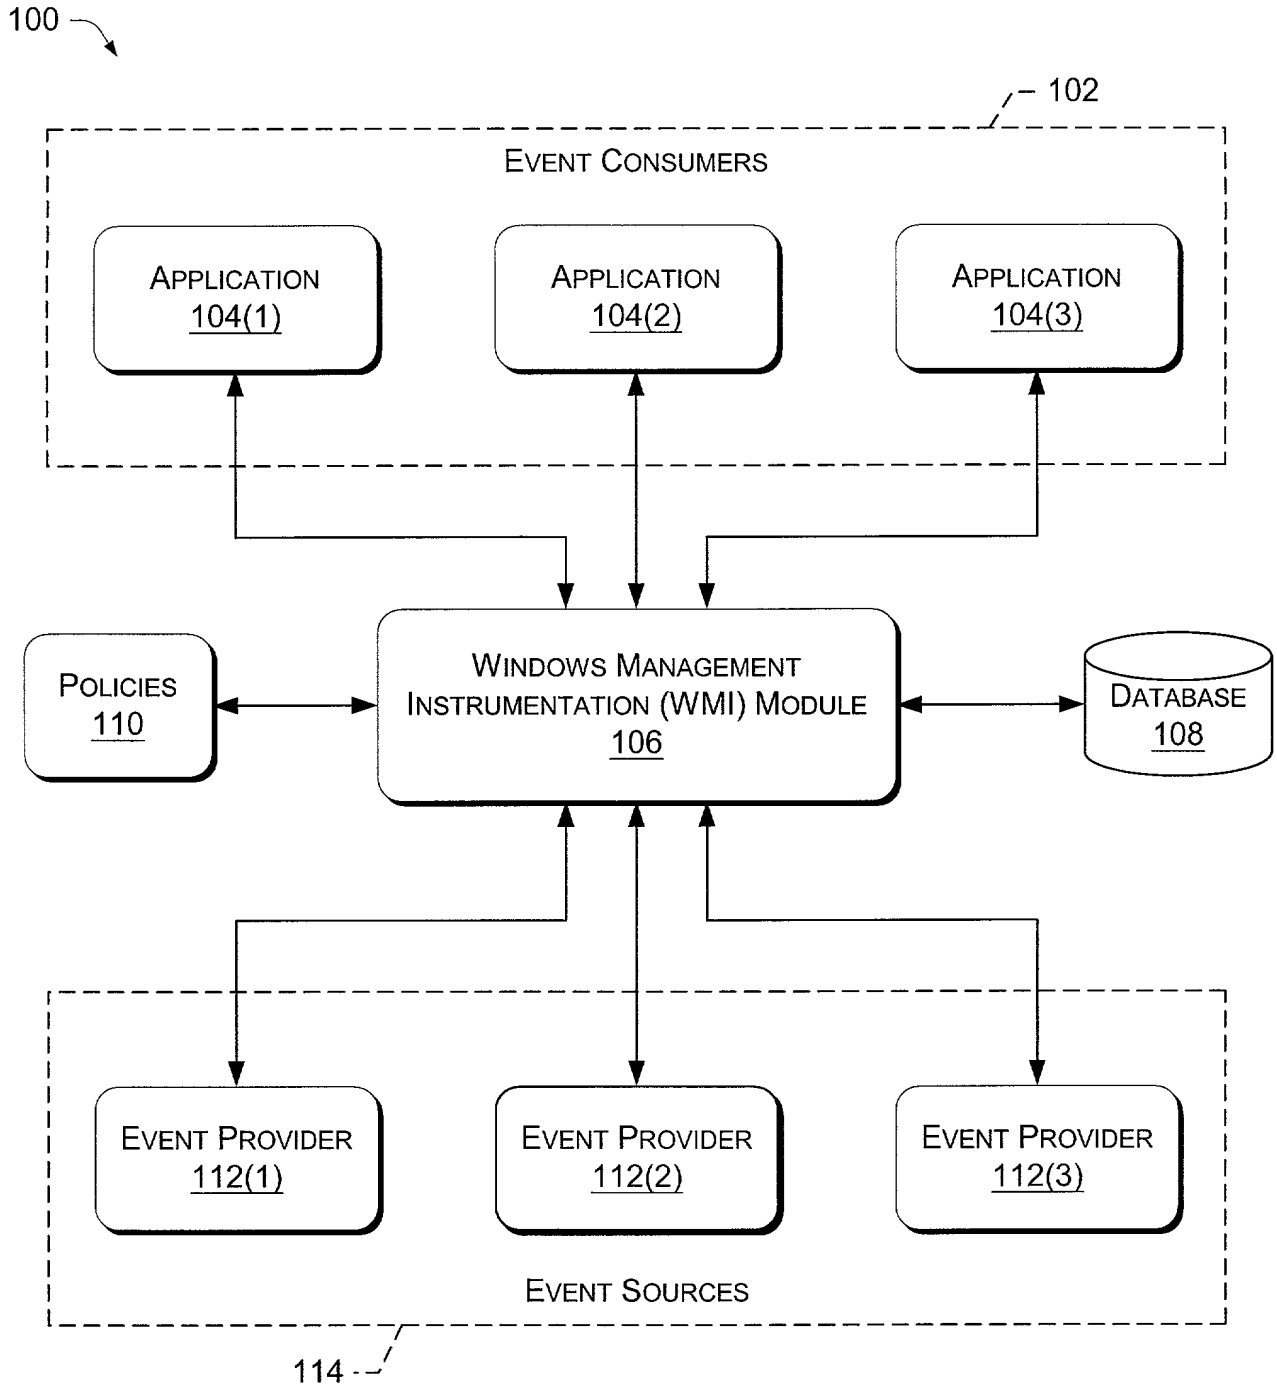 100
102
EVENT CONSUMERS
APPLICATION
104(1)
APPLICATION
104(2)
APPLICATION
104(3)
POLICIES
110
WINDOWS MANAGEMENT
INSTRUMENTATION (WMI) MODULE
106
DATABASE
108
EVENT PROVIDER
112(1)
EVENT PROVIDER
112(2)
EVENT PROVIDER
112(3)
EVENT SOURCES
114